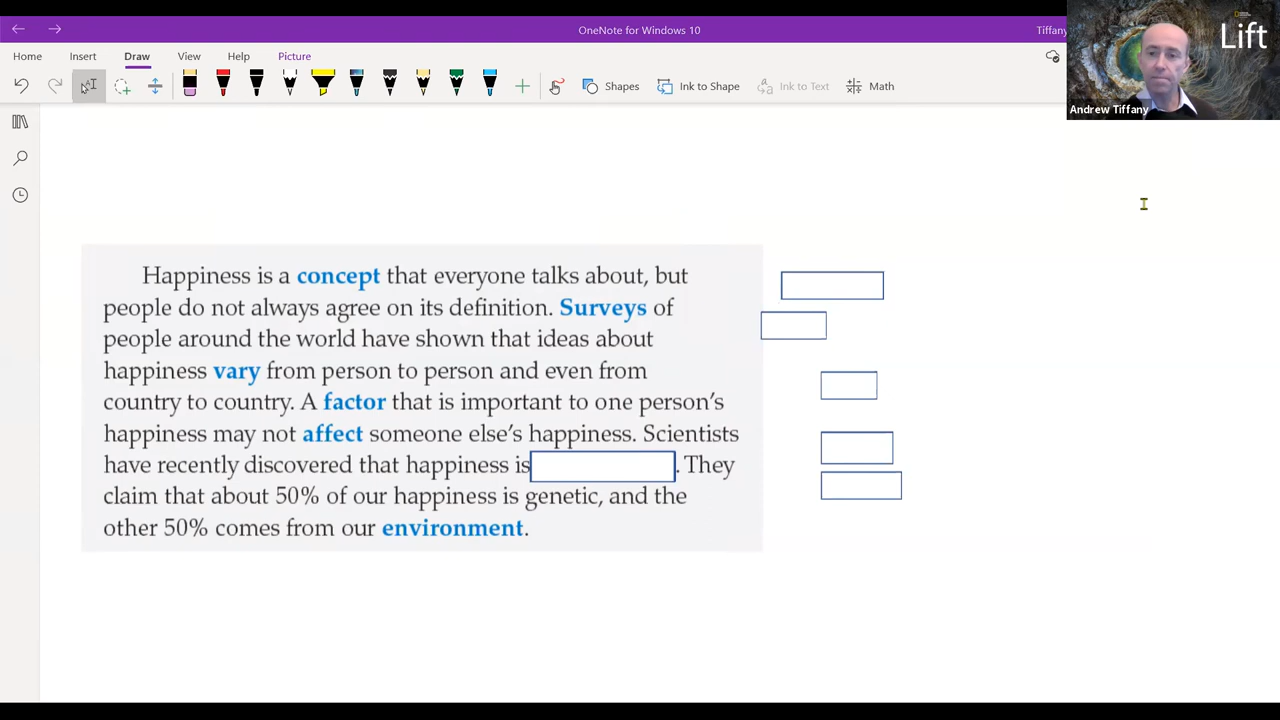 OneNote for Windows 10
Tiffany
Lift
Home Insert Draw View Help Picture
Shapes Ink to Shape Ink to Text Math
Andrew Tiffany
Happiness is a concept that everyone talks about, but
people do not always agree on its definition. Surveys of
people around the world have shown that ideas about
happiness vary from person to person and even from
country to country. A factor that is important to one person's
happiness may not affect someone else's happiness. Scientists
have recently discovered that happiness is . They
claim that about 50% of our happiness is genetic, and the
other 50% comes from our environment.